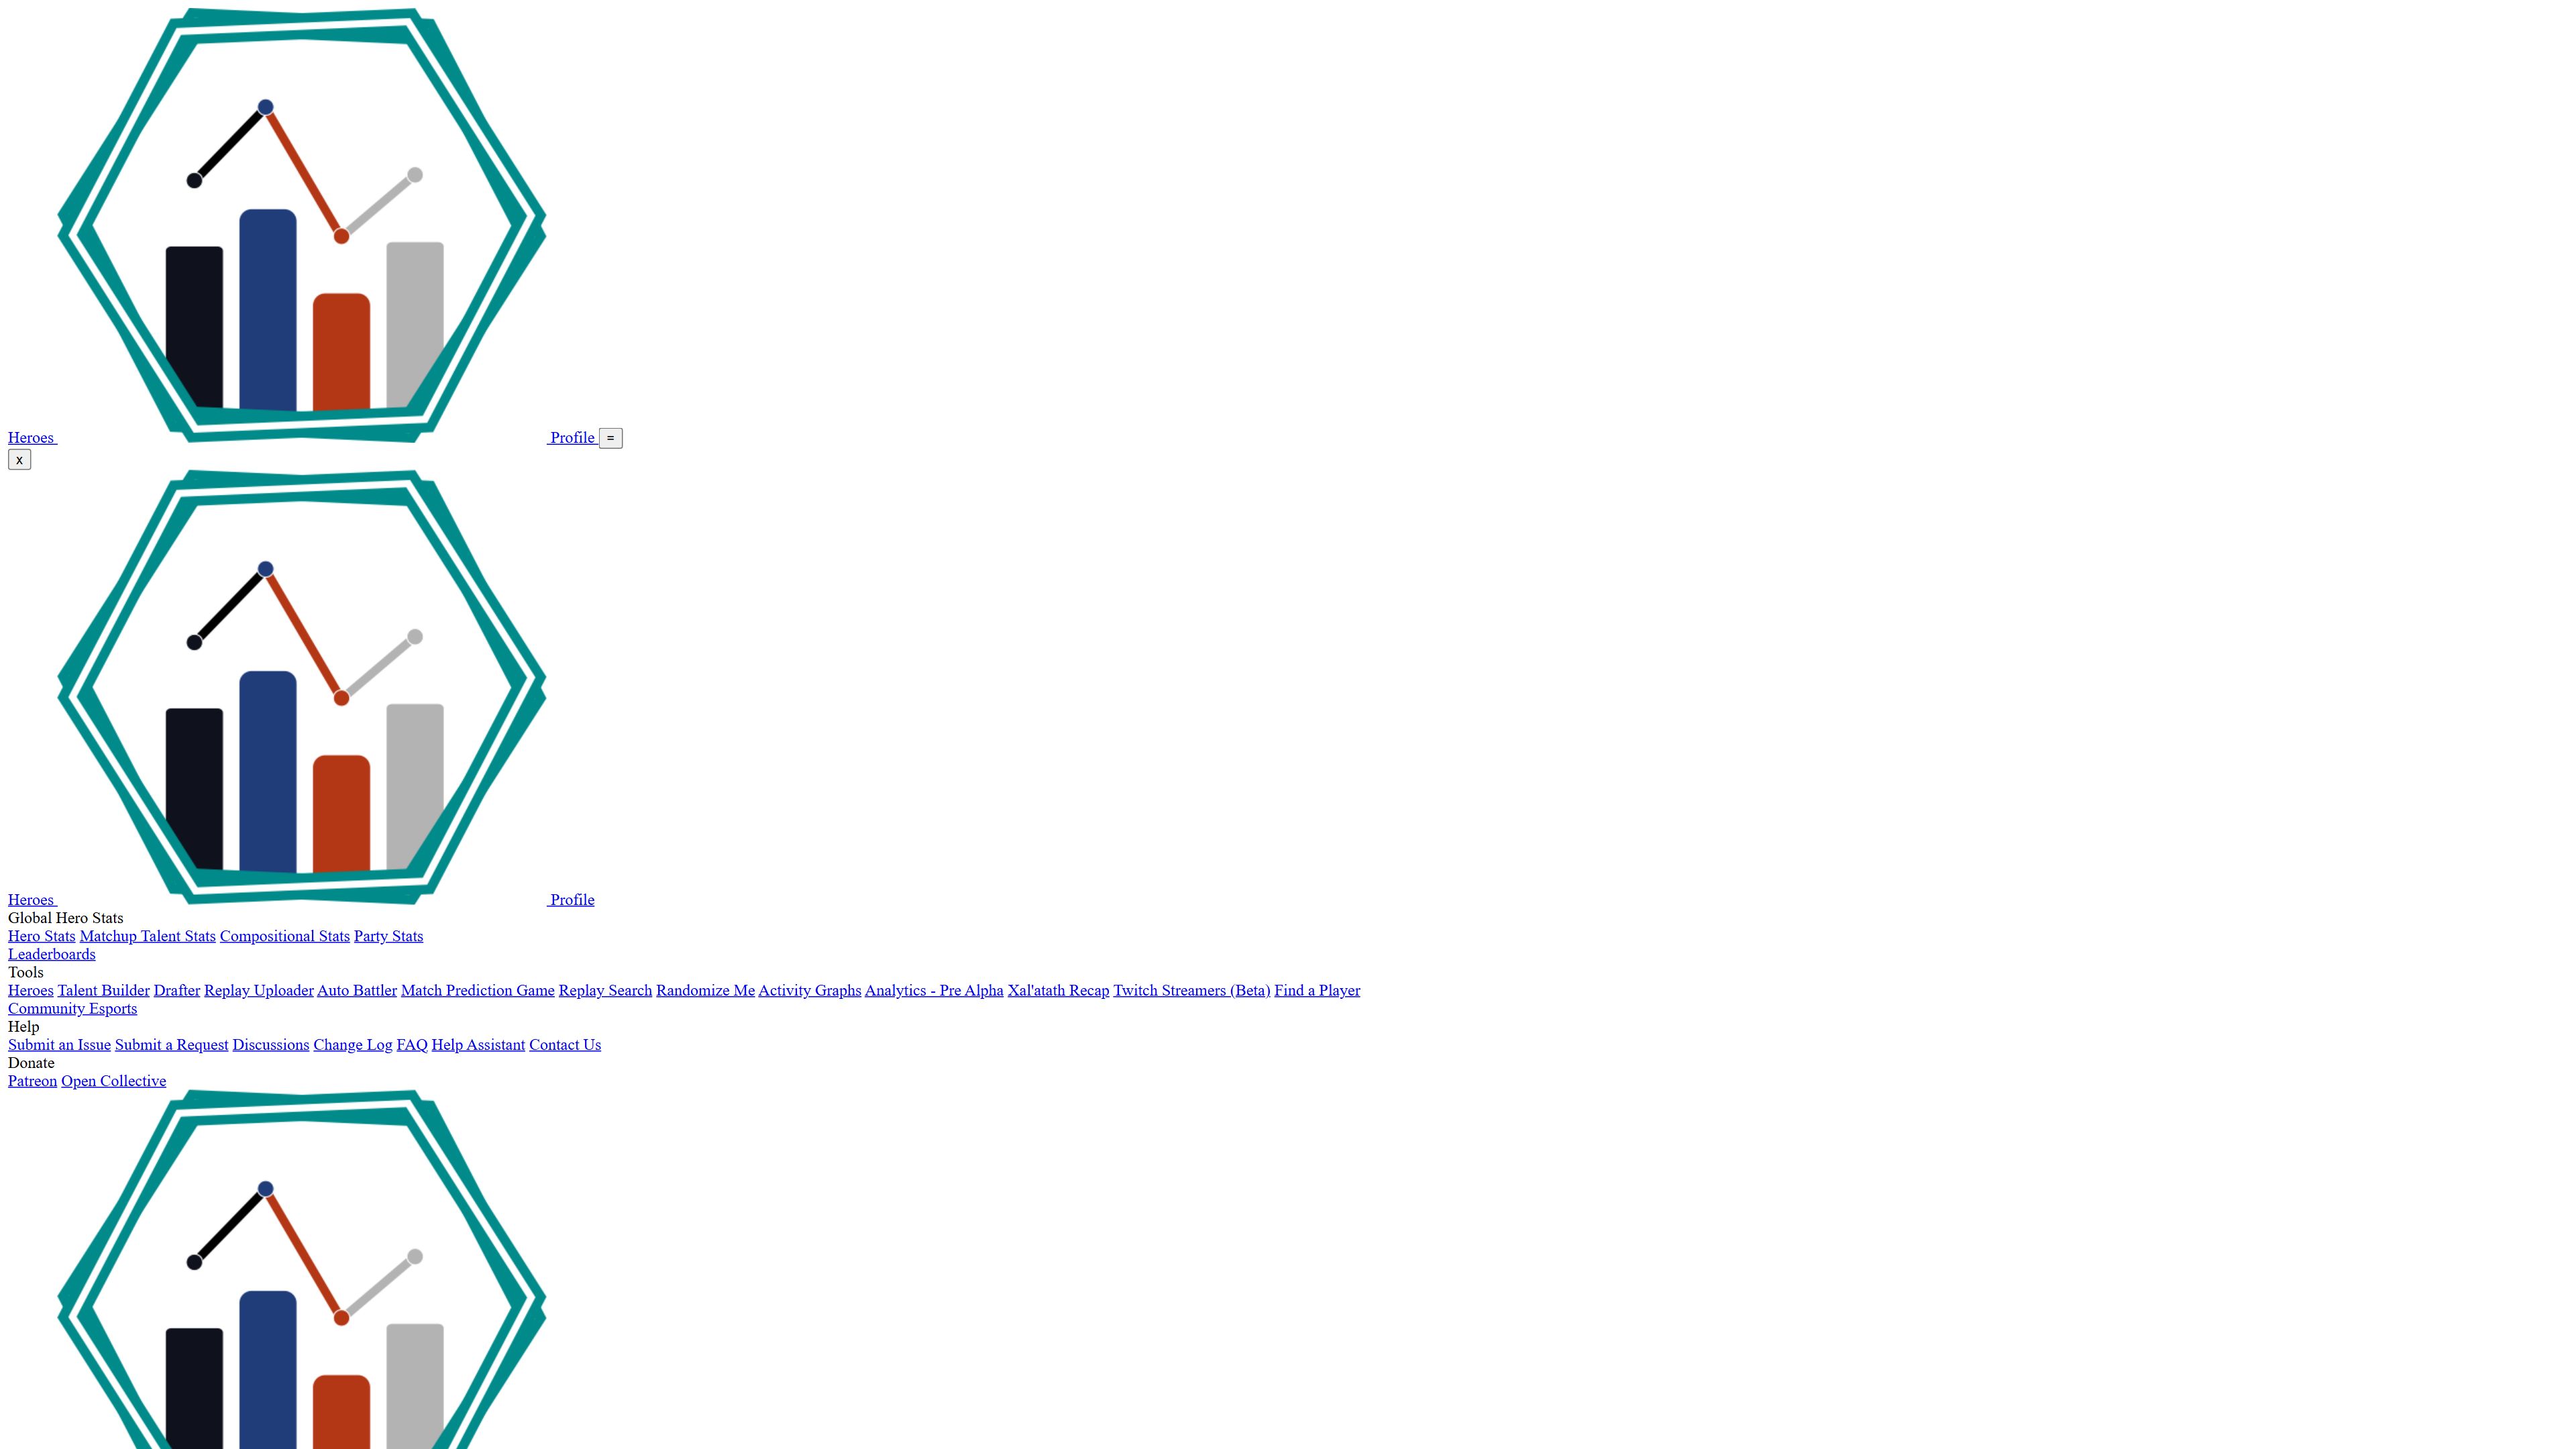 Heroes Profile =
x
Heroes Profile
Global Hero Stats
Hero Stats Matchup Talent Stats Compositional Stats Party Stats
Leaderboards
Tools
Heroes Talent Builder Drafter Replay Uploader Auto Battler Match Prediction Game Replay Search Randomize Me Activity Graphs Analytics - Pre Alpha Xal'atath Recap Twitch Streamers (Beta) Find a Player
Community Esports
Help
Submit an Issue Submit a Request Discussions Change Log FAQ Help Assistant Contact Us
Donate
Patreon Open Collective